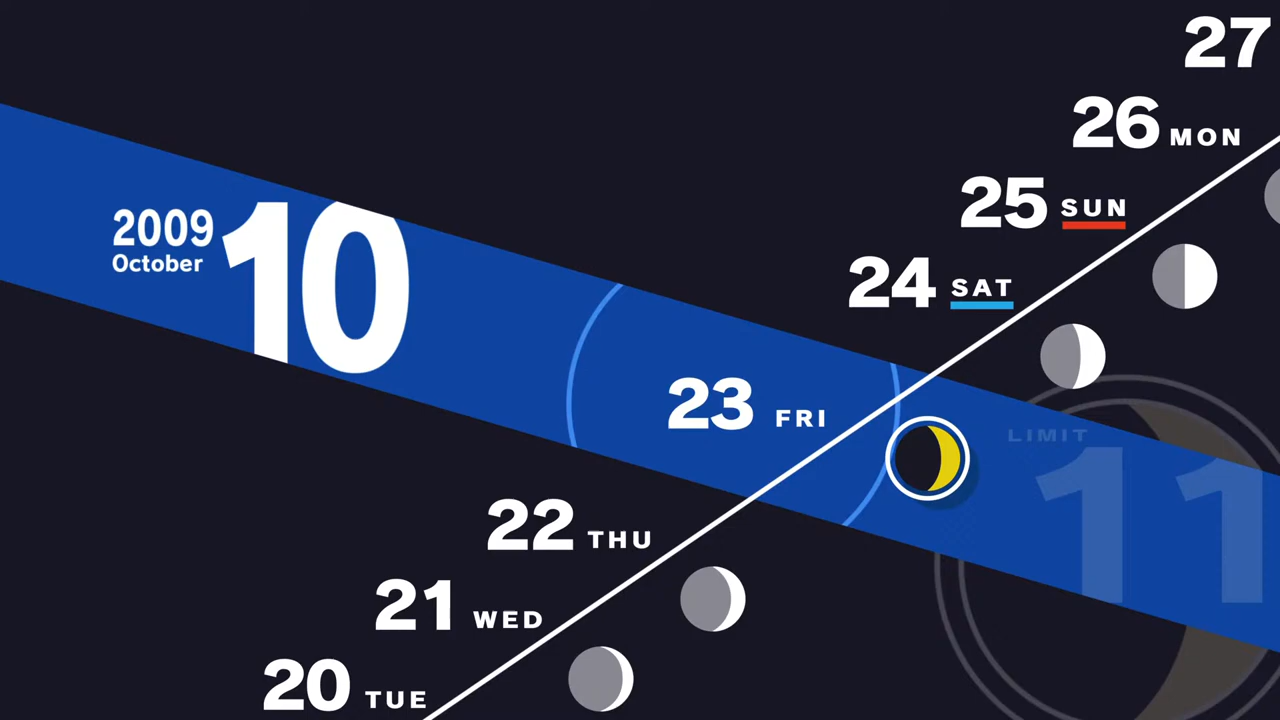 27
26 MON
25 SUN
24 SAT
2009
October
10
23 FRI
LIMIT
11
22 THU
21 WED
20 TUE